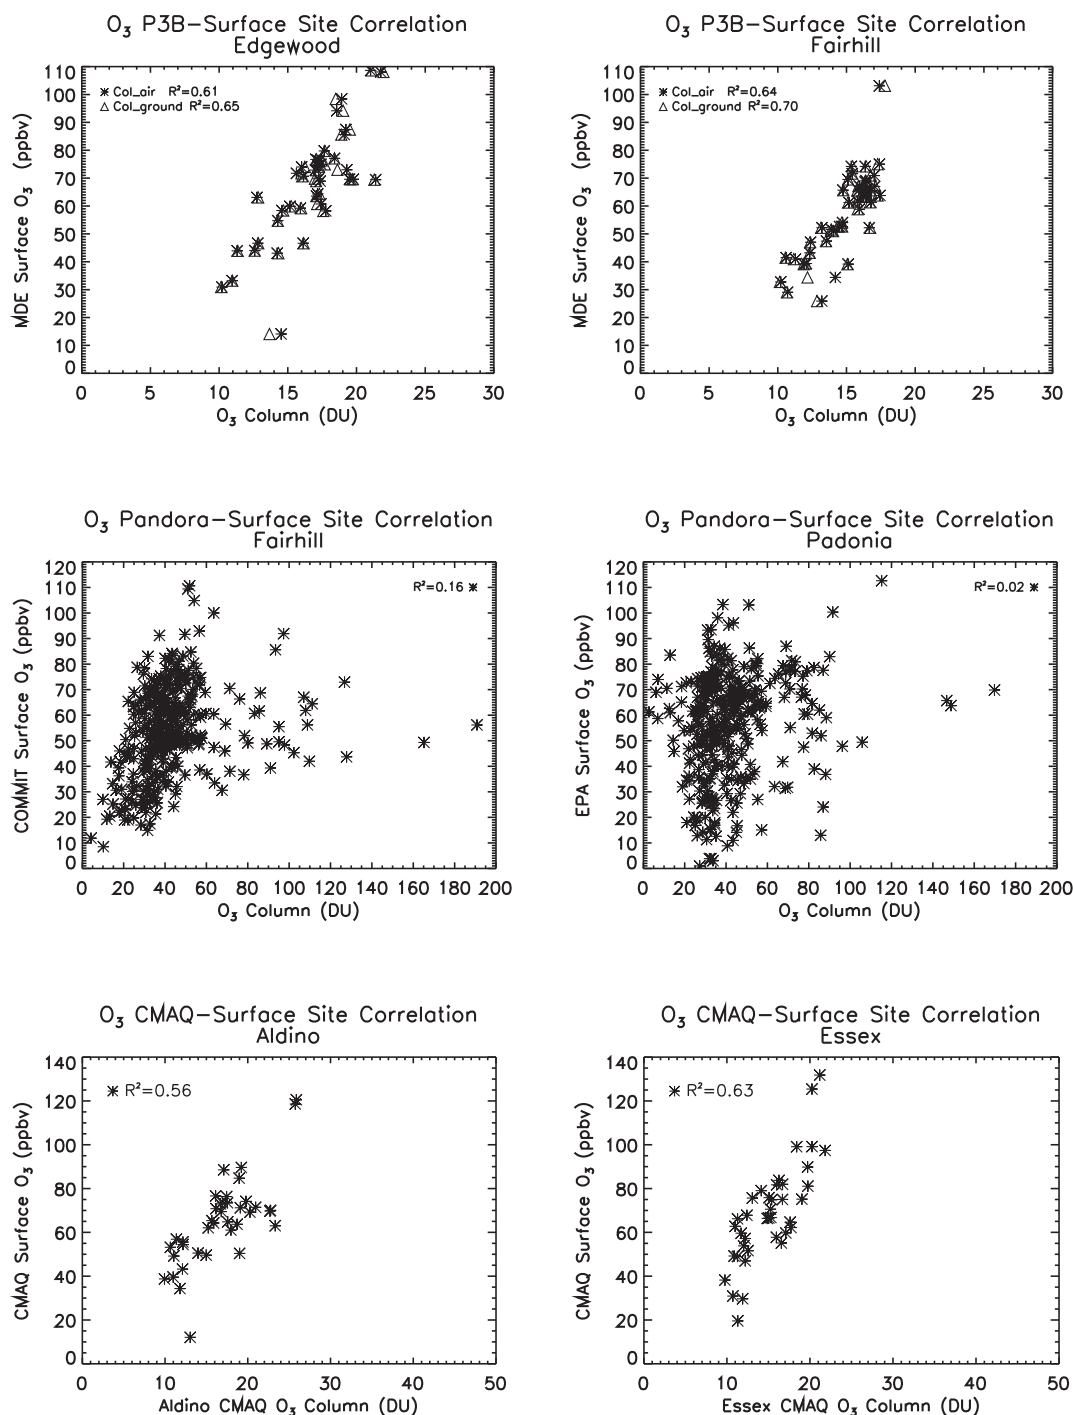 O₃ P3B−Surface Site Correlation
Edgewood
✳ Col_air R²=0.61
△ Col_ground R²=0.65
MDE Surface O₃ (ppbv)
110
100
90
80
70
60
50
40
30
20
10
0
0 5 10 15 20 25 30
O₃ Column (DU)
O₃ P3B−Surface Site Correlation
Fairhill
✳ Col_air R²=0.64
△ Col_ground R²=0.70
MDE Surface O₃ (ppbv)
110
100
90
80
70
60
50
40
30
20
10
0
0 5 10 15 20 25 30
O₃ Column (DU)
O₃ Pandora−Surface Site Correlation
Fairhill
R²=0.16 ✳
COMMIT Surface O₃ (ppbv)
120
110
100
90
80
70
60
50
40
30
20
10
0
0 20 40 60 80 100 120 140 160 180 200
O₃ Column (DU)
O₃ Pandora−Surface Site Correlation
Padonia
R²=0.02 ✳
EPA Surface O₃ (ppbv)
120
110
100
90
80
70
60
50
40
30
20
10
0
0 20 40 60 80 100 120 140 160 180 200
O₃ Column (DU)
O₃ CMAQ−Surface Site Correlation
Aldino
✳ R²=0.56
CMAQ Surface O₃ (ppbv)
140
120
100
80
60
40
20
0
0 10 20 30 40 50
Aldino CMAQ O₃ Column (DU)
O₃ CMAQ−Surface Site Correlation
Essex
✳ R²=0.63
CMAQ Surface O₃ (ppbv)
140
120
100
80
60
40
20
0
0 10 20 30 40 50
Essex CMAQ O₃ Column (DU)